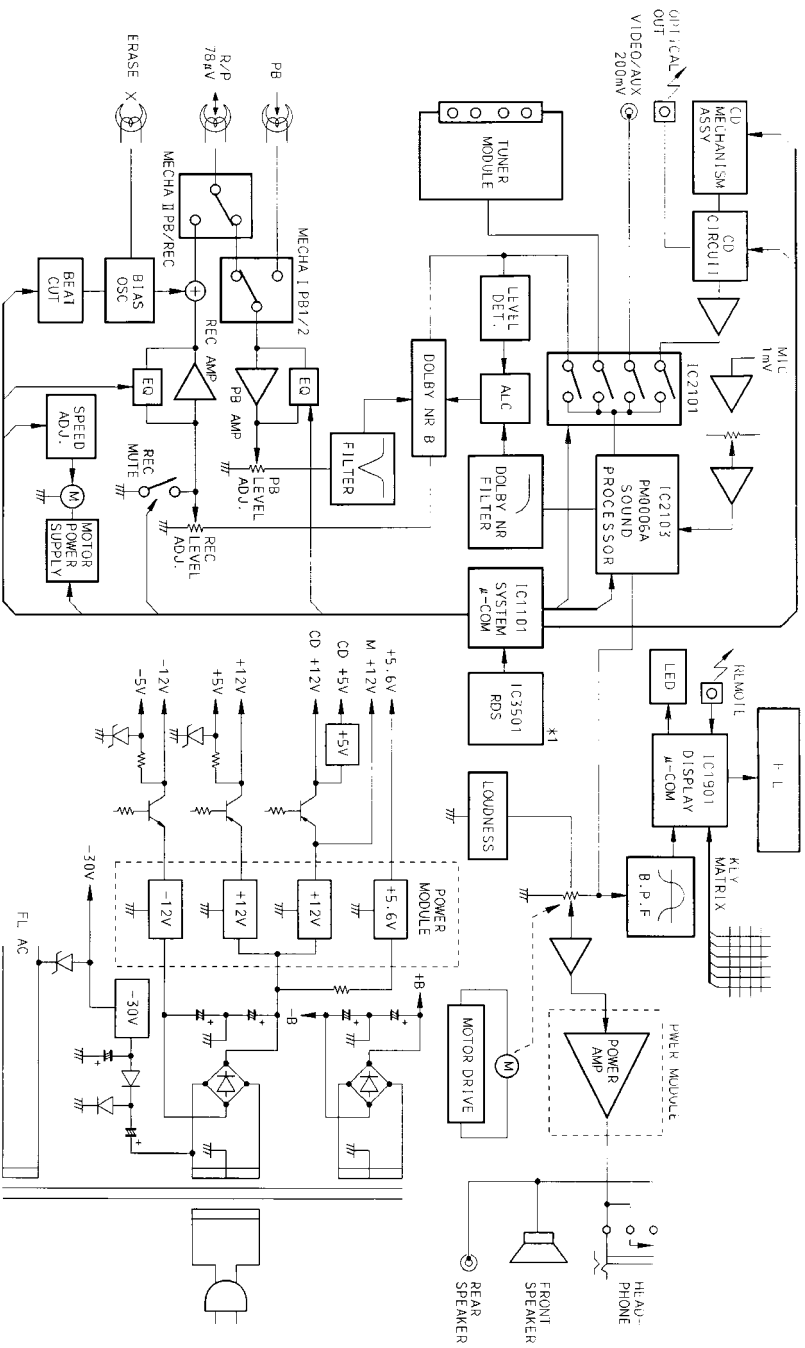 OPTICAL
OUT
VIDEO/AUX
200mV
CD
MECHANISM
ASSY
CD
CIRCUIT
MIC
1mV
IC2101
IC2103
PM0006A
SOUND
PROCESSOR
TUNER
MODULE
LEVEL
DET.
ALC
DOLBY NR
FILTER
DOLBY NR B
FILTER
PB
R/P
78µV
ERASE X
MECHA II PB/REC
MECHA I PB1/2
EQ
PB AMP
PB
LEVEL
ADJ.
BEAT
CUT
BIAS
OSC
+
REC AMP
EQ
REC
MUTE
REC
LEVEL
ADJ.
SPEED
ADJ.
M
MOTOR
POWER
SUPPLY
IC1101
SYSTEM
µ-COM
IC3501
RDS
*1
REMOTE
LED
IC1901
DISPLAY
µ-COM
KEY
MATRIX
B.P.F
LOUDNESS
MOTOR DRIVE
M
PWER MODULE
POWER
AMP
HEAD-
PHONE
FRONT
SPEAKER
REAR
SPEAKER
+5.6V
M +12V
CD +5V
CD +12V
+12V
+5V
-12V
-5V
+5V
POWER
MODULE
+5.6V
+12V
+12V
-12V
+B
-B
-30V
-30V
FL AC